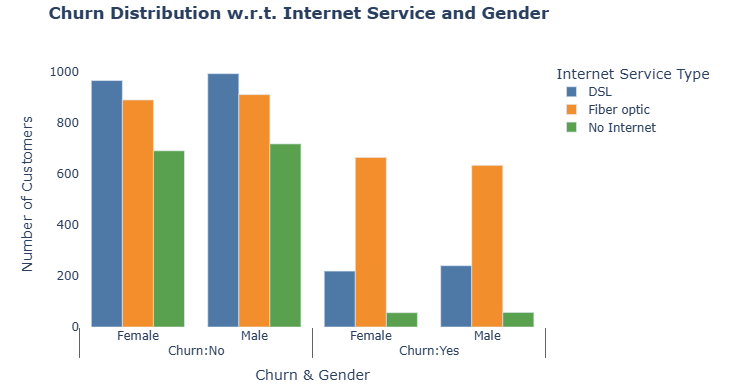 Churn Distribution w.r.t. Internet Service and Gender
Internet Service Type
DSL
Fiber optic
No Internet
Number of Customers
1000
800
600
400
200
0
Female Male Female Male
Churn:No Churn:Yes
Churn & Gender